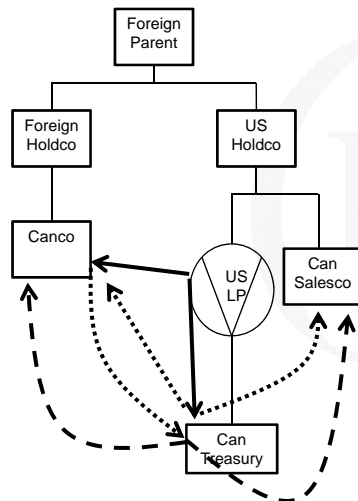 Foreign
Parent
Foreign
Holdco
US
Holdco
Canco
US
LP
Can
Salesco
Can
Treasury